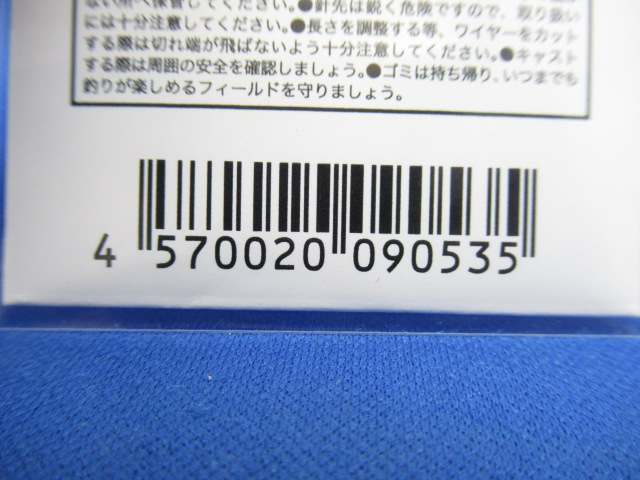 ない所へ保管してください。●針先は鋭く危険ですので、取り扱い
には十分注意してください。●長さを調整する等、ワイヤーをカット
する際は切れ端が飛ばないよう十分注意してください。●キャスト
する際は周囲の安全を確認しましょう。●ゴミは持ち帰り、いつまでも
釣りが楽しめるフィールドを守りましょう。
4 570020 090535